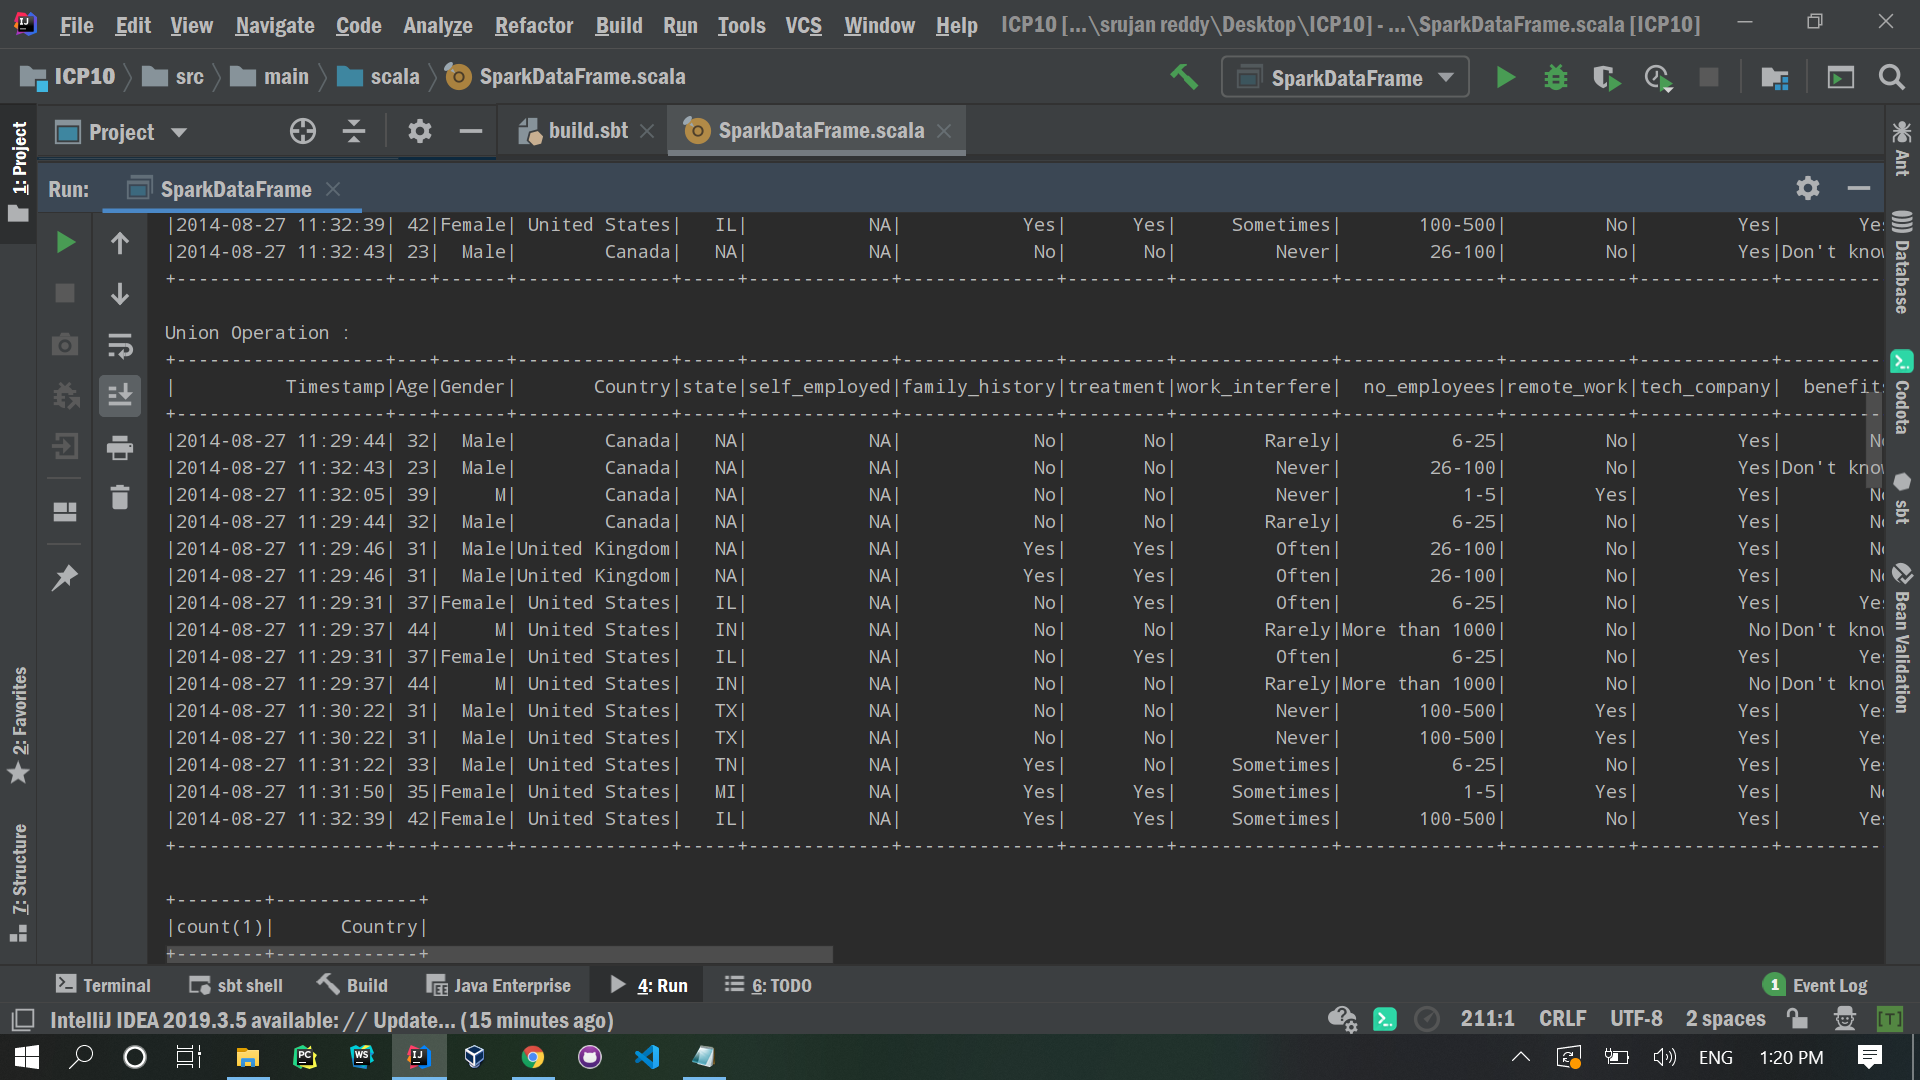 File Edit View Navigate Code Analyze Refactor Build Run Tools VCS Window Help ICP10 [...\srujan reddy\Desktop\ICP10] - ...\SparkDataFrame.scala [ICP10]
ICP10 src main scala SparkDataFrame.scala SparkDataFrame
Project build.sbt SparkDataFrame.scala
Run: SparkDataFrame
1: Project
2: Favorites
7: Structure
|2014-08-27 11:32:39| 42|Female| United States| IL| NA| Yes| Yes| Sometimes| 100-500| No| Yes| Yes
|2014-08-27 11:32:43| 23| Male| Canada| NA| NA| No| No| Never| 26-100| No| Yes|Don't know
+-------------------+---+------+--------------+-----+-------------+--------------+---------+--------------+--------------+-----------+------------+---------
Union Operation :
+-------------------+---+------+--------------+-----+-------------+--------------+---------+--------------+--------------+-----------+------------+---------
| Timestamp|Age|Gender| Country|state|self_employed|family_history|treatment|work_interfere| no_employees|remote_work|tech_company| benefits
+-------------------+---+------+--------------+-----+-------------+--------------+---------+--------------+--------------+-----------+------------+---------
|2014-08-27 11:29:44| 32| Male| Canada| NA| NA| No| No| Rarely| 6-25| No| Yes| No
|2014-08-27 11:32:43| 23| Male| Canada| NA| NA| No| No| Never| 26-100| No| Yes|Don't know
|2014-08-27 11:32:05| 39| M| Canada| NA| NA| No| No| Never| 1-5| Yes| Yes| No
|2014-08-27 11:29:44| 32| Male| Canada| NA| NA| No| No| Rarely| 6-25| No| Yes| No
|2014-08-27 11:29:46| 31| Male|United Kingdom| NA| NA| Yes| Yes| Often| 26-100| No| Yes| No
|2014-08-27 11:29:46| 31| Male|United Kingdom| NA| NA| Yes| Yes| Often| 26-100| No| Yes| No
|2014-08-27 11:29:31| 37|Female| United States| IL| NA| No| Yes| Often| 6-25| No| Yes| Yes
|2014-08-27 11:29:37| 44| M| United States| IN| NA| No| No| Rarely|More than 1000| No| No|Don't know
|2014-08-27 11:29:31| 37|Female| United States| IL| NA| No| Yes| Often| 6-25| No| Yes| Yes
|2014-08-27 11:29:37| 44| M| United States| IN| NA| No| No| Rarely|More than 1000| No| No|Don't know
|2014-08-27 11:30:22| 31| Male| United States| TX| NA| No| No| Never| 100-500| Yes| Yes| Yes
|2014-08-27 11:30:22| 31| Male| United States| TX| NA| No| No| Never| 100-500| Yes| Yes| Yes
|2014-08-27 11:31:22| 33| Male| United States| TN| NA| Yes| No| Sometimes| 6-25| No| Yes| Yes
|2014-08-27 11:31:50| 35|Female| United States| MI| NA| Yes| Yes| Sometimes| 1-5| Yes| Yes| No
|2014-08-27 11:32:39| 42|Female| United States| IL| NA| Yes| Yes| Sometimes| 100-500| No| Yes| Yes
+-------------------+---+------+--------------+-----+-------------+--------------+---------+--------------+--------------+-----------+------------+---------
+--------+-------------+
|count(1)| Country|
+--------+-------------+
Ant
Database
Codota
sbt
Bean Validation
Terminal sbt shell Build Java Enterprise 4: Run 6: TODO 1 Event Log
IntelliJ IDEA 2019.3.5 available: // Update... (15 minutes ago) 211:1 CRLF UTF-8 2 spaces [T]
ENG 1:20 PM